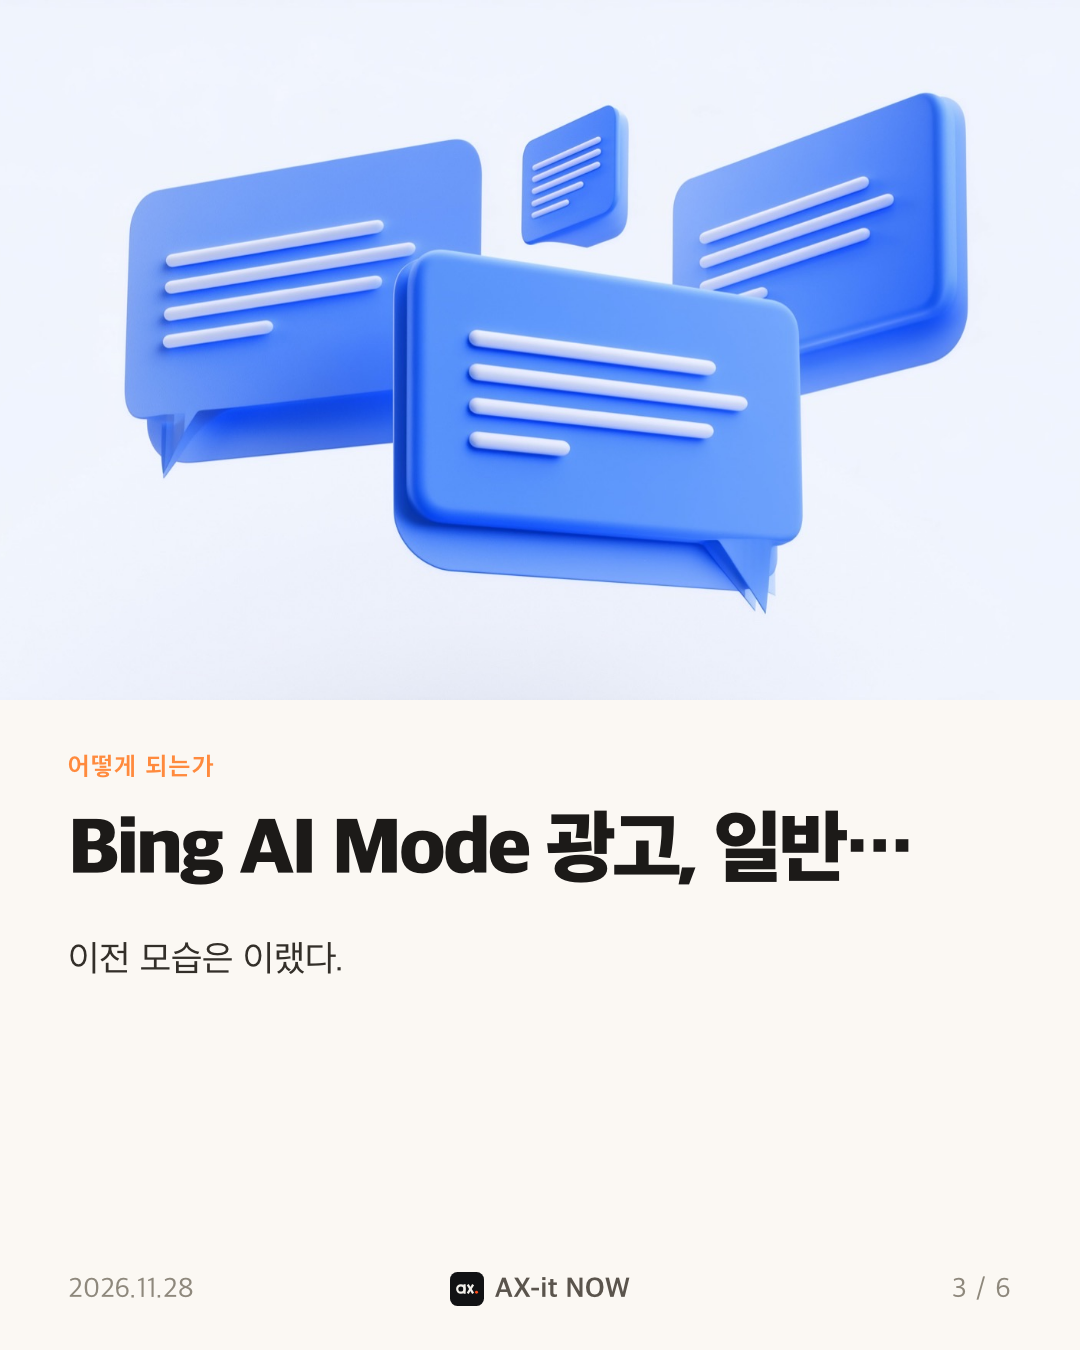 어떻게 되는가
Bing AI Mode 광고, 일반…
이전 모습은 이랬다.
2026.11.28
ax.
AX-it NOW
3 / 6